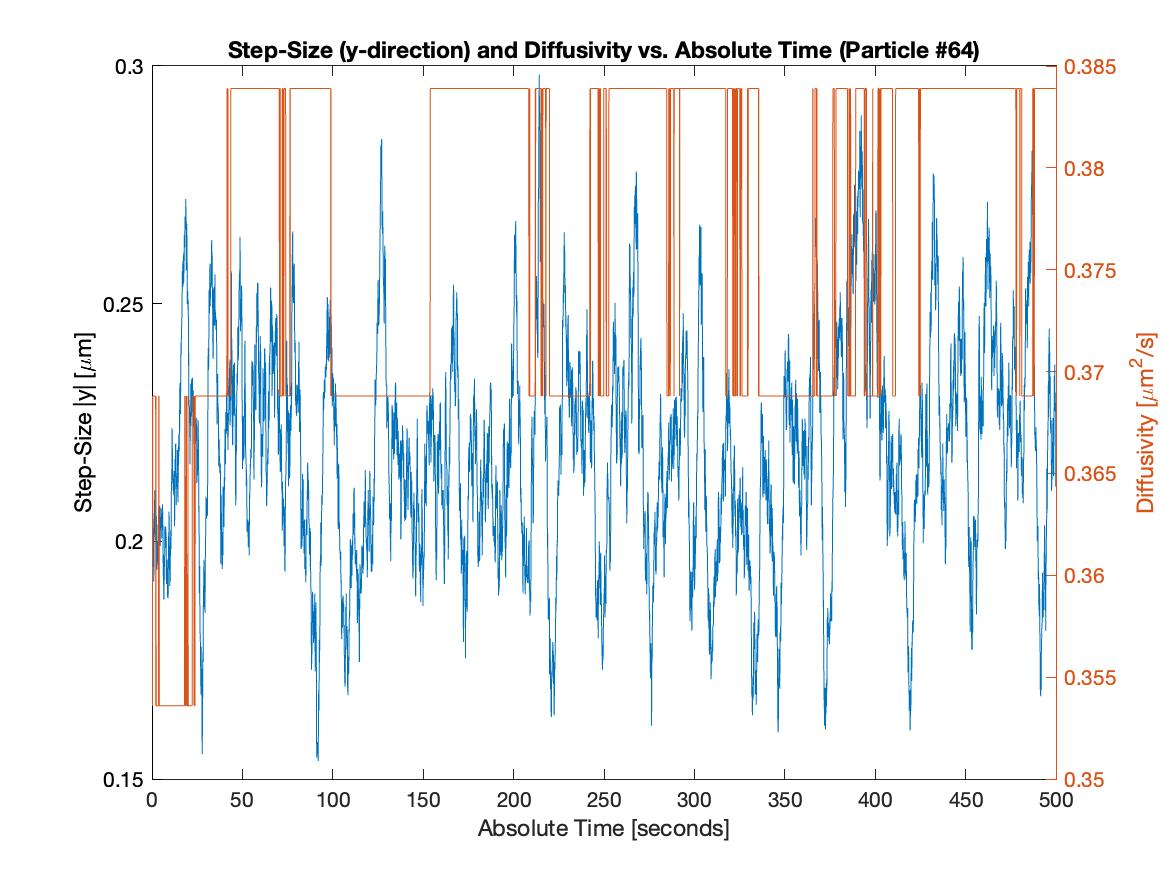 Step-Size (y-direction) and Diffusivity vs. Absolute Time (Particle #64)
0.3
0.25
0.2
0.15
Step-Size |y| [μm]
0.385
0.38
0.375
0.37
0.365
0.36
0.355
0.35
Diffusivity [μm²/s]
0 50 100 150 200 250 300 350 400 450 500
Absolute Time [seconds]